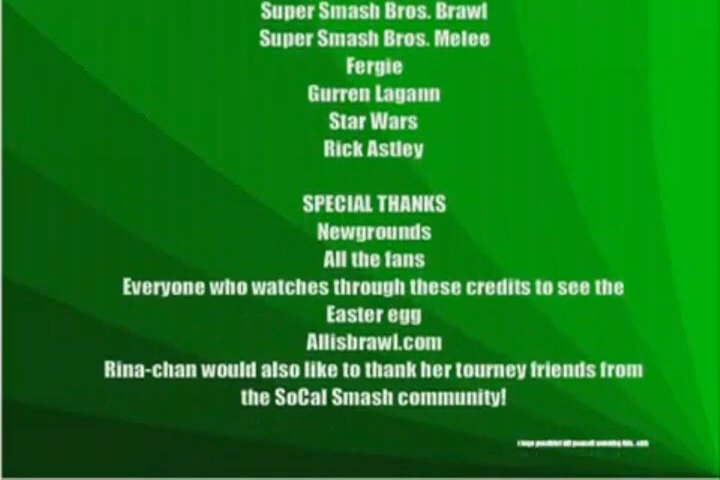 Super Smash Bros. Brawl
Super Smash Bros. Melee
Fergie
Gurren Lagann
Star Wars
Rick Astley
SPECIAL THANKS
Newgrounds
All the fans
Everyone who watches through these credits to see the
Easter egg
Allisbrawl.com
Rina-chan would also like to thank her tourney friends from
the SoCal Smash community!